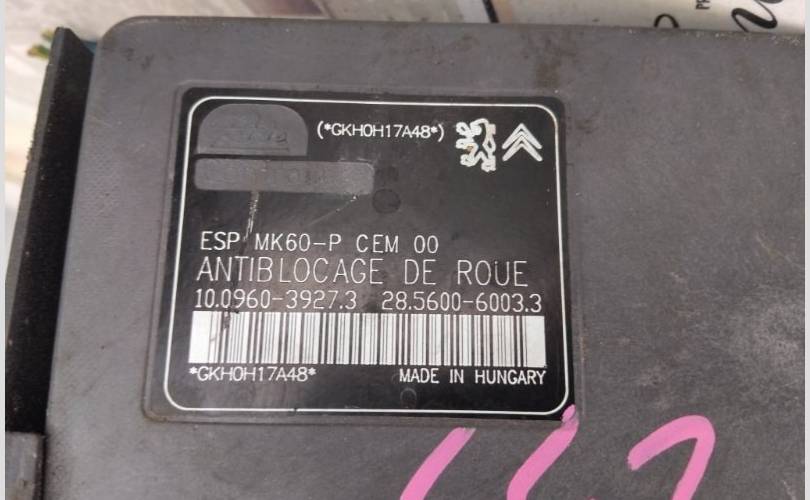 (*GKH0H17A48*)
ESP MK60-P CEM 00
ANTIBLOCAGE DE ROUE
10.0960-3927.3 28.5600-6003.3
*GKH0H17A48*
MADE IN HUNGARY